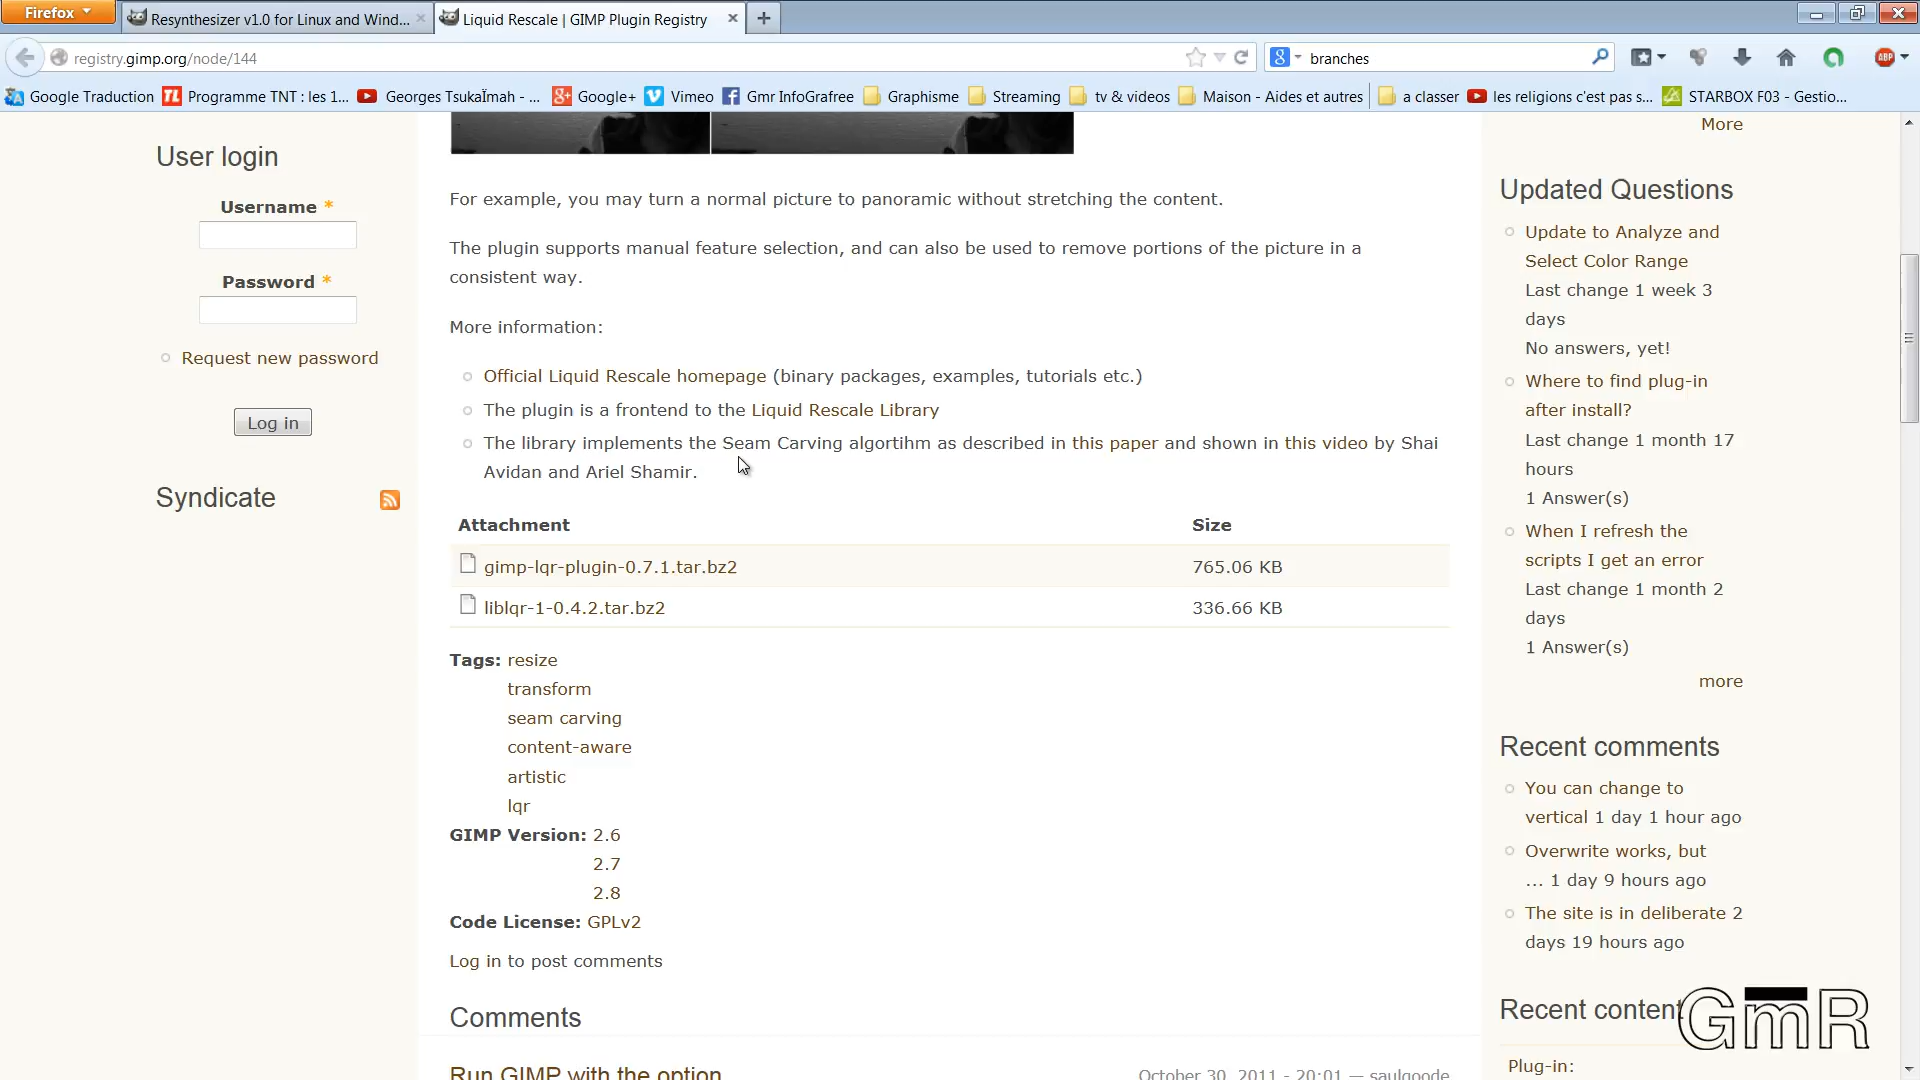 Firefox
Resynthesizer v1.0 for Linux and Wind...
Liquid Rescale | GIMP Plugin Registry
registry.gimp.org/node/144
branches
Google Traduction
Programme TNT : les 1...
Georges Tsukalmah - ...
Google+
Vimeo
Gmr InfoGrafree
Graphisme
Streaming
tv & videos
Maison - Aides et autres
a classer
les religions c'est pas s...
STARBOX F03 - Gestio...
ABP
User login
Username *
Password *
Request new password
Log in
Syndicate
For example, you may turn a normal picture to panoramic without stretching the content.
The plugin supports manual feature selection, and can also be used to remove portions of the picture in a
consistent way.
More information:
Official Liquid Rescale homepage (binary packages, examples, tutorials etc.)
The plugin is a frontend to the Liquid Rescale Library
The library implements the Seam Carving algortihm as described in this paper and shown in this video by Shai
Avidan and Ariel Shamir.
Attachment Size
gimp-lqr-plugin-0.7.1.tar.bz2 765.06 KB
liblqr-1-0.4.2.tar.bz2 336.66 KB
Tags: resize
transform
seam carving
content-aware
artistic
lqr
GIMP Version: 2.6
2.7
2.8
Code License: GPLv2
Log in to post comments
Comments
Run GIMP with the option
October 30, 2011 - 20:01 — saulgoode
More
Updated Questions
Update to Analyze and
Select Color Range
Last change 1 week 3
days
No answers, yet!
Where to find plug-in
after install?
Last change 1 month 17
hours
1 Answer(s)
When I refresh the
scripts I get an error
Last change 1 month 2
days
1 Answer(s)
more
Recent comments
You can change to
vertical 1 day 1 hour ago
Overwrite works, but
... 1 day 9 hours ago
The site is in deliberate 2
days 19 hours ago
Recent content
Plug-in:
GmR